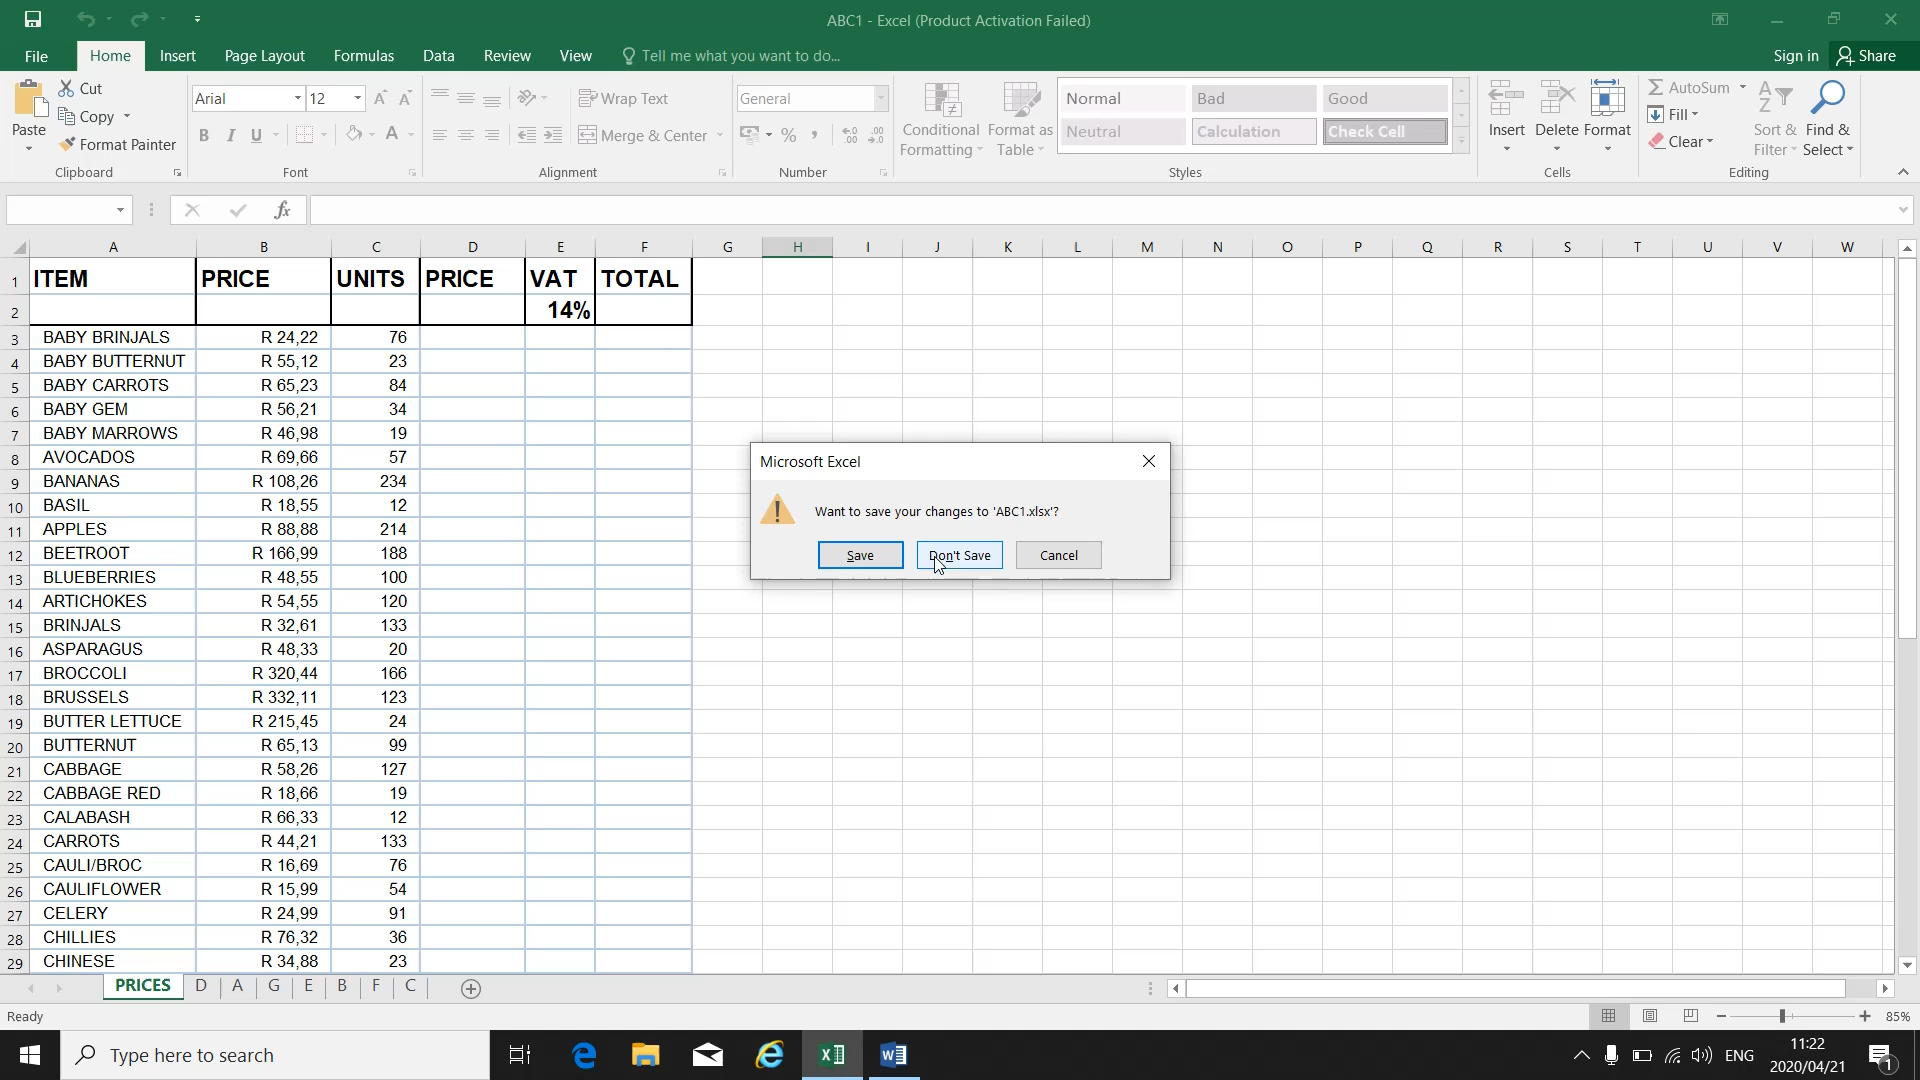 ABC1 - Excel (Product Activation Failed)
File Home Insert Page Layout Formulas Data Review View Tell me what you want to do... Sign in Share
Paste Cut Copy Format Painter Clipboard
Arial 12 B I U A Font
Wrap Text Merge & Center Alignment
General % , Number
Conditional Formatting Format as Table
Normal Bad Good
Neutral Calculation Check Cell
Styles
Insert Delete Format Cells
AutoSum Fill Clear Sort & Filter Find & Select Editing
fx
A B C D E F G H I J K L M N O P Q R S T U V W
1 ITEM PRICE UNITS PRICE VAT TOTAL
2 14%
3 BABY BRINJALS R 24,22 76
4 BABY BUTTERNUT R 55,12 23
5 BABY CARROTS R 65,23 84
6 BABY GEM R 56,21 34
7 BABY MARROWS R 46,98 19
8 AVOCADOS R 69,66 57
9 BANANAS R 108,26 234
10 BASIL R 18,55 12
11 APPLES R 88,88 214
12 BEETROOT R 166,99 188
13 BLUEBERRIES R 48,55 100
14 ARTICHOKES R 54,55 120
15 BRINJALS R 32,61 133
16 ASPARAGUS R 48,33 20
17 BROCCOLI R 320,44 166
18 BRUSSELS R 332,11 123
19 BUTTER LETTUCE R 215,45 24
20 BUTTERNUT R 65,13 99
21 CABBAGE R 58,26 127
22 CABBAGE RED R 18,66 19
23 CALABASH R 66,33 12
24 CARROTS R 44,21 133
25 CAULI/BROC R 16,69 76
26 CAULIFLOWER R 15,99 54
27 CELERY R 24,99 91
28 CHILLIES R 76,32 36
29 CHINESE R 34,88 23
Microsoft Excel
Want to save your changes to 'ABC1.xlsx'?
Save Don't Save Cancel
PRICES D A G E B F C
Ready 85%
Type here to search
ENG 11:22
2020/04/21
1